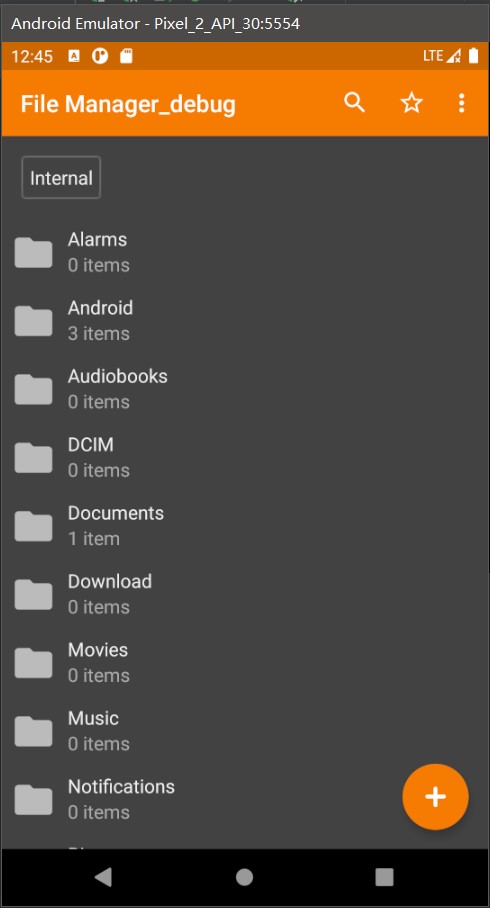 Android Emulator - Pixel_2_API_30:5554
12:45 A LTE
File Manager_debug
Internal
Alarms
0 items
Android
3 items
Audiobooks
0 items
DCIM
0 items
Documents
1 item
Download
0 items
Movies
0 items
Music
0 items
Notifications
0 items